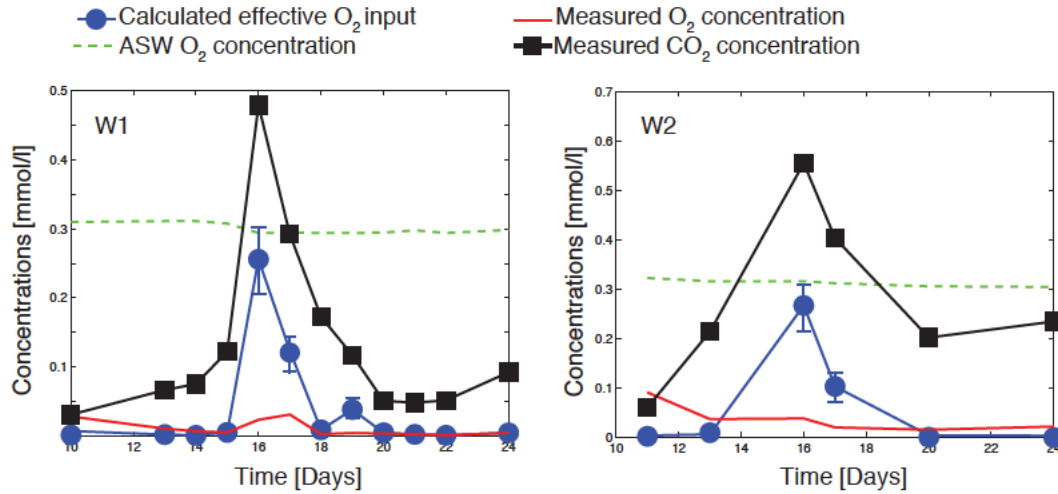 Calculated effective O2 input
Measured O2 concentration
ASW O2 concentration
Measured CO2 concentration
W1
Concentrations [mmol/l]
0.5
0.4
0.3
0.2
0.1
0
10 12 14 16 18 20 22 24
Time [Days]
W2
Concentrations [mmol/l]
0.7
0.6
0.5
0.4
0.3
0.2
0.1
0
12 14 16 18 20 22 24
Time [Days]